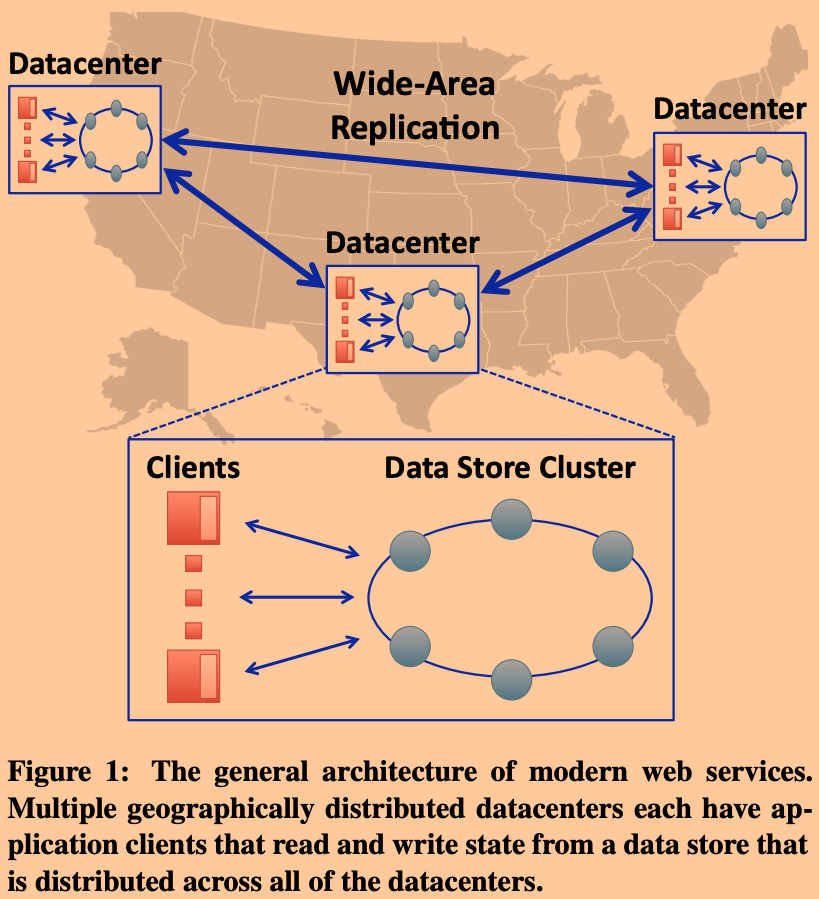 Datacenter
Wide-Area
Replication
Datacenter
Datacenter
Clients
Data Store Cluster
Figure 1: The general architecture of modern web services.
Multiple geographically distributed datacenters each have ap-
plication clients that read and write state from a data store that
is distributed across all of the datacenters.